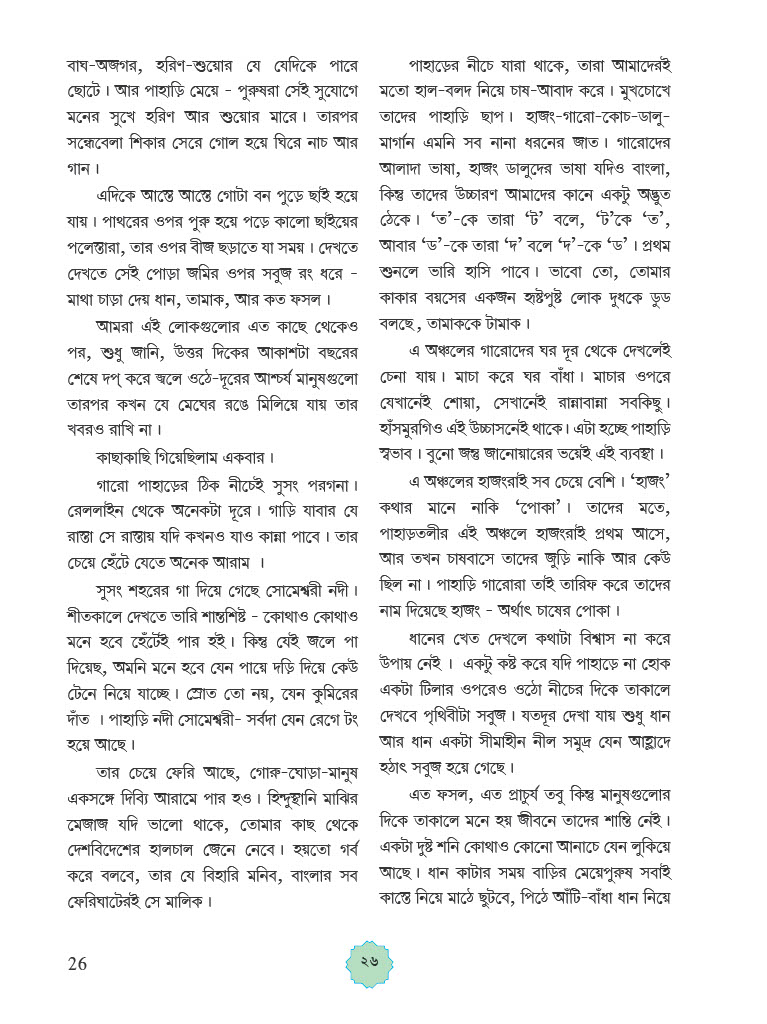 বাঘ-অজগর, হরিণ-শুয়োর যে যেদিকে পারে
ছোটে। আর পাহাড়ি মেয়ে - পুরুষরা সেই সুযোগে
মনের সুখে হরিণ আর শুয়োর মারে। তারপর
সন্ধেবেলা শিকার সেরে গোল হয়ে ঘিরে নাচ আর
গান।
এদিকে আস্তে আস্তে গোটা বন পুড়ে ছাই হয়ে
যায়। পাথরের ওপর পুরু হয়ে পড়ে কালো ছাইয়ের
পলেস্তারা, তার ওপর বীজ ছড়াতে যা সময়। দেখতে
দেখতে সেই পোড়া জমির ওপর সবুজ রং ধরে -
মাথা চাড়া দেয় ধান, তামাক, আর কত ফসল।
আমরা এই লোকগুলোর এত কাছে থেকেও
পর, শুধু জানি, উত্তর দিকের আকাশটা বছরের
শেষে দপ্ করে জ্বলে ওঠে-দূরের আশ্চর্য মানুষগুলো
তারপর কখন যে মেঘের রঙে মিলিয়ে যায় তার
খবরও রাখি না।
কাছাকাছি গিয়েছিলাম একবার।
গারো পাহাড়ের ঠিক নীচেই সুসং পরগনা।
রেললাইন থেকে অনেকটা দূরে। গাড়ি যাবার যে
রাস্তা সে রাস্তায় যদি কখনও যাও কান্না পাবে। তার
চেয়ে হেঁটে যেতে অনেক আরাম ।
সুসং শহরের গা দিয়ে গেছে সোমেশ্বরী নদী।
শীতকালে দেখতে ভারি শান্তশিষ্ট - কোথাও কোথাও
মনে হবে হেঁটেই পার হই। কিন্তু যেই জলে পা
দিয়েছ, অমনি মনে হবে যেন পায়ে দড়ি দিয়ে কেউ
টেনে নিয়ে যাচ্ছে। স্রোত তো নয়, যেন কুমিরের
দাঁত । পাহাড়ি নদী সোমেশ্বরী- সর্বদা যেন রেগে টং
হয়ে আছে।
তার চেয়ে ফেরি আছে, গোরু-ঘোড়া-মানুষ
একসঙ্গে দিব্যি আরামে পার হও। হিন্দুস্থানি মাঝির
মেজাজ যদি ভালো থাকে, তোমার কাছ থেকে
দেশবিদেশের হালচাল জেনে নেবে। হয়তো গর্ব
করে বলবে, তার যে বিহারি মনিব, বাংলার সব
ফেরিঘাটেরই সে মালিক।
পাহাড়ের নীচে যারা থাকে, তারা আমাদেরই
মতো হাল-বলদ নিয়ে চাষ-আবাদ করে। মুখচোখে
তাদের পাহাড়ি ছাপ। হাজং-গারো-কোচ-ডালু-
মার্গান এমনি সব নানা ধরনের জাত। গারোদের
আলাদা ভাষা, হাজং ডালুদের ভাষা যদিও বাংলা,
কিন্তু তাদের উচ্চারণ আমাদের কানে একটু অদ্ভুত
ঠেকে। ‘ত’-কে তারা ‘ট’ বলে, ‘ট’কে ‘ত’,
আবার ‘ড’-কে তারা ‘দ’ বলে ‘দ’-কে ‘ড’। প্রথম
শুনলে ভারি হাসি পাবে। ভাবো তো, তোমার
কাকার বয়সের একজন হৃষ্টপুষ্ট লোক দুধকে ডুড
বলছে, তামাককে টামাক।
এ অঞ্চলের গারোদের ঘর দূর থেকে দেখলেই
চেনা যায়। মাচা করে ঘর বাঁধা। মাচার ওপরে
যেখানেই শোয়া, সেখানেই রান্নাবান্না সবকিছু।
হাঁসমুরগিও এই উচ্চাসনেই থাকে। এটা হচ্ছে পাহাড়ি
স্বভাব। বুনো জন্তু জানোয়ারের ভয়েই এই ব্যবস্থা।
এ অঞ্চলের হাজংরাই সব চেয়ে বেশি। ‘হাজং’
কথার মানে নাকি ‘পোকা’। তাদের মতে,
পাহাড়তলীর এই অঞ্চলে হাজংরাই প্রথম আসে,
আর তখন চাষবাসে তাদের জুড়ি নাকি আর কেউ
ছিল না। পাহাড়ি গারোরা তাই তারিফ করে তাদের
নাম দিয়েছে হাজং - অর্থাৎ চাষের পোকা।
ধানের খেত দেখলে কথাটা বিশ্বাস না করে
উপায় নেই । একটু কষ্ট করে যদি পাহাড়ে না হোক
একটা টিলার ওপরেও ওঠো নীচের দিকে তাকালে
দেখবে পৃথিবীটা সবুজ। যতদূর দেখা যায় শুধু ধান
আর ধান একটা সীমাহীন নীল সমুদ্র যেন আহ্লাদে
হঠাৎ সবুজ হয়ে গেছে।
এত ফসল, এত প্রাচুর্য তবু কিন্তু মানুষগুলোর
দিকে তাকালে মনে হয় জীবনে তাদের শান্তি নেই।
একটা দুষ্ট শনি কোথাও কোনো আনাচে যেন লুকিয়ে
আছে। ধান কাটার সময় বাড়ির মেয়েপুরুষ সবাই
কাস্তে নিয়ে মাঠে ছুটবে, পিঠে আঁটি-বাঁধা ধান নিয়ে
26
২৬